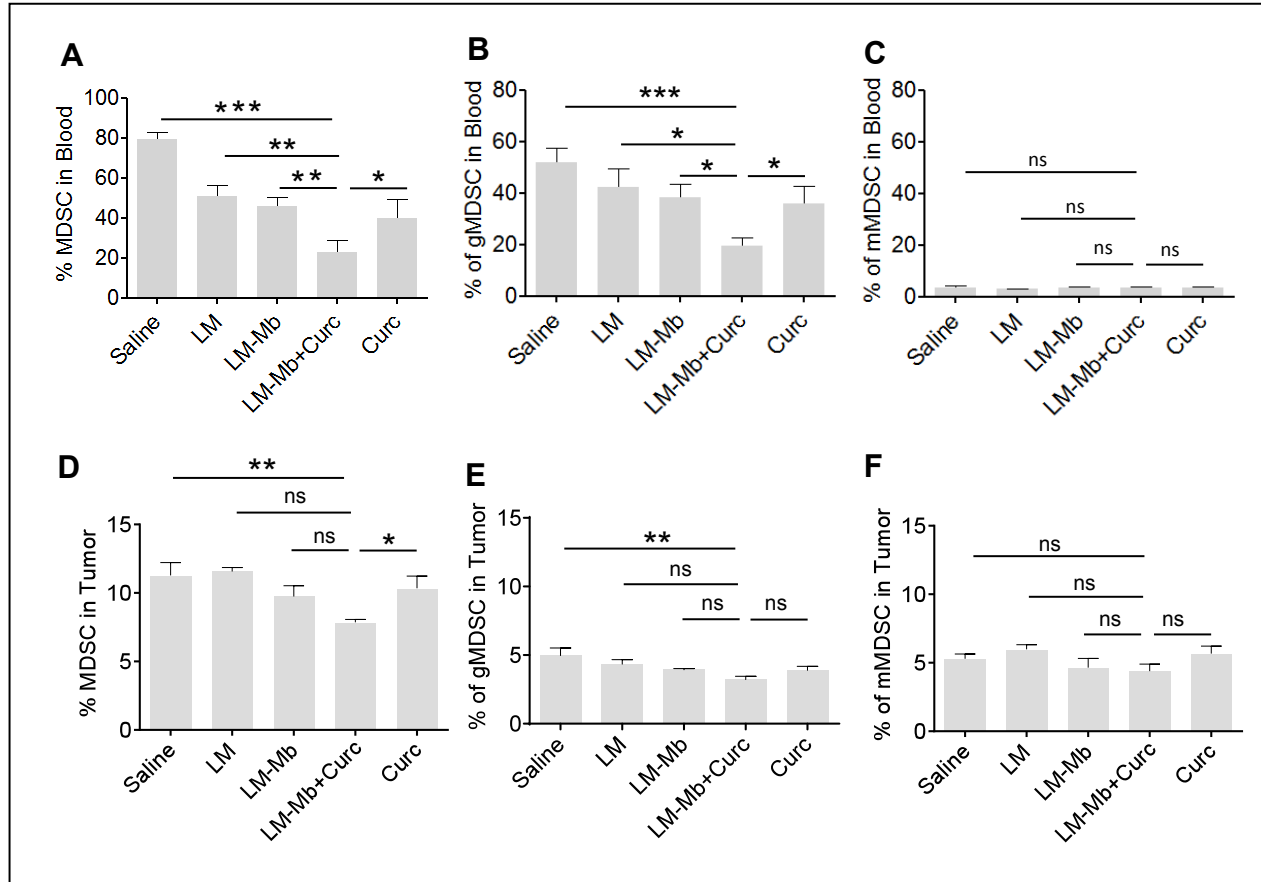 A
% MDSC in Blood
100
80
60
40
20
0
***
**
**
*
Saline
LM
LM-Mb
LM-Mb+Curc
Curc
B
% of gMDSC in Blood
80
60
40
20
0
***
*
*
*
Saline
LM
LM-Mb
LM-Mb+Curc
Curc
C
% of mMDSC in Blood
80
60
40
20
0
ns
ns
ns
ns
Saline
LM
LM-Mb
LM-Mb+Curc
Curc
D
% MDSC in Tumor
15
10
5
0
**
ns
ns
*
Saline
LM
LM-Mb
LM-Mb+Curc
Curc
E
% of gMDSC in Tumor
15
10
5
0
**
ns
ns
ns
Saline
LM
LM-Mb
LM-Mb+Curc
Curc
F
% of mMDSC in Tumor
15
10
5
0
ns
ns
ns
ns
Saline
LM
LM-Mb
LM-Mb+Curc
Curc